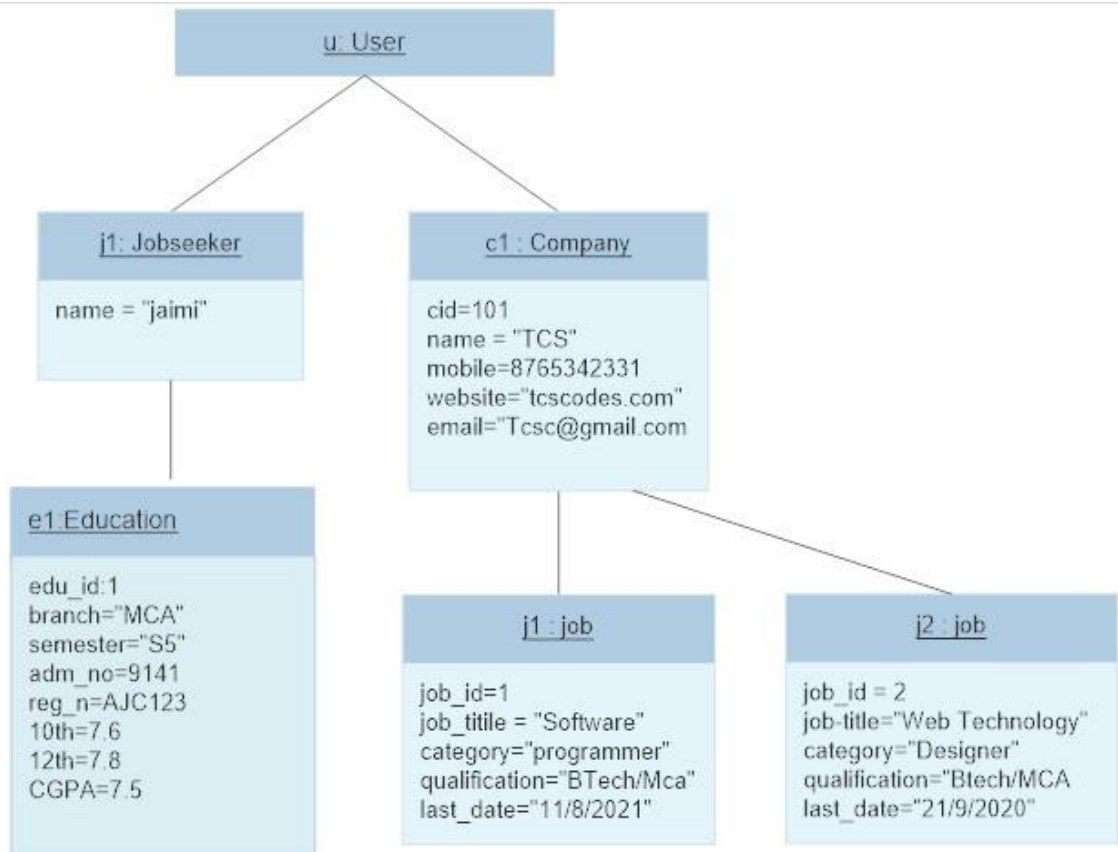 u: User
j1: Jobseeker
name = "jaimi"
c1 : Company
cid=101
name = "TCS"
mobile=8765342331
website="tcscodes.com"
email="Tcsc@gmail.com
e1:Education
edu_id:1
branch="MCA"
semester="S5"
adm_no=9141
reg_n=AJC123
10th=7.6
12th=7.8
CGPA=7.5
j1 : job
job_id=1
job_titile = "Software"
category="programmer"
qualification="BTech/Mca"
last_date="11/8/2021"
j2 : job
job_id = 2
job-title="Web Technology"
category="Designer"
qualification="Btech/MCA
last_date="21/9/2020"